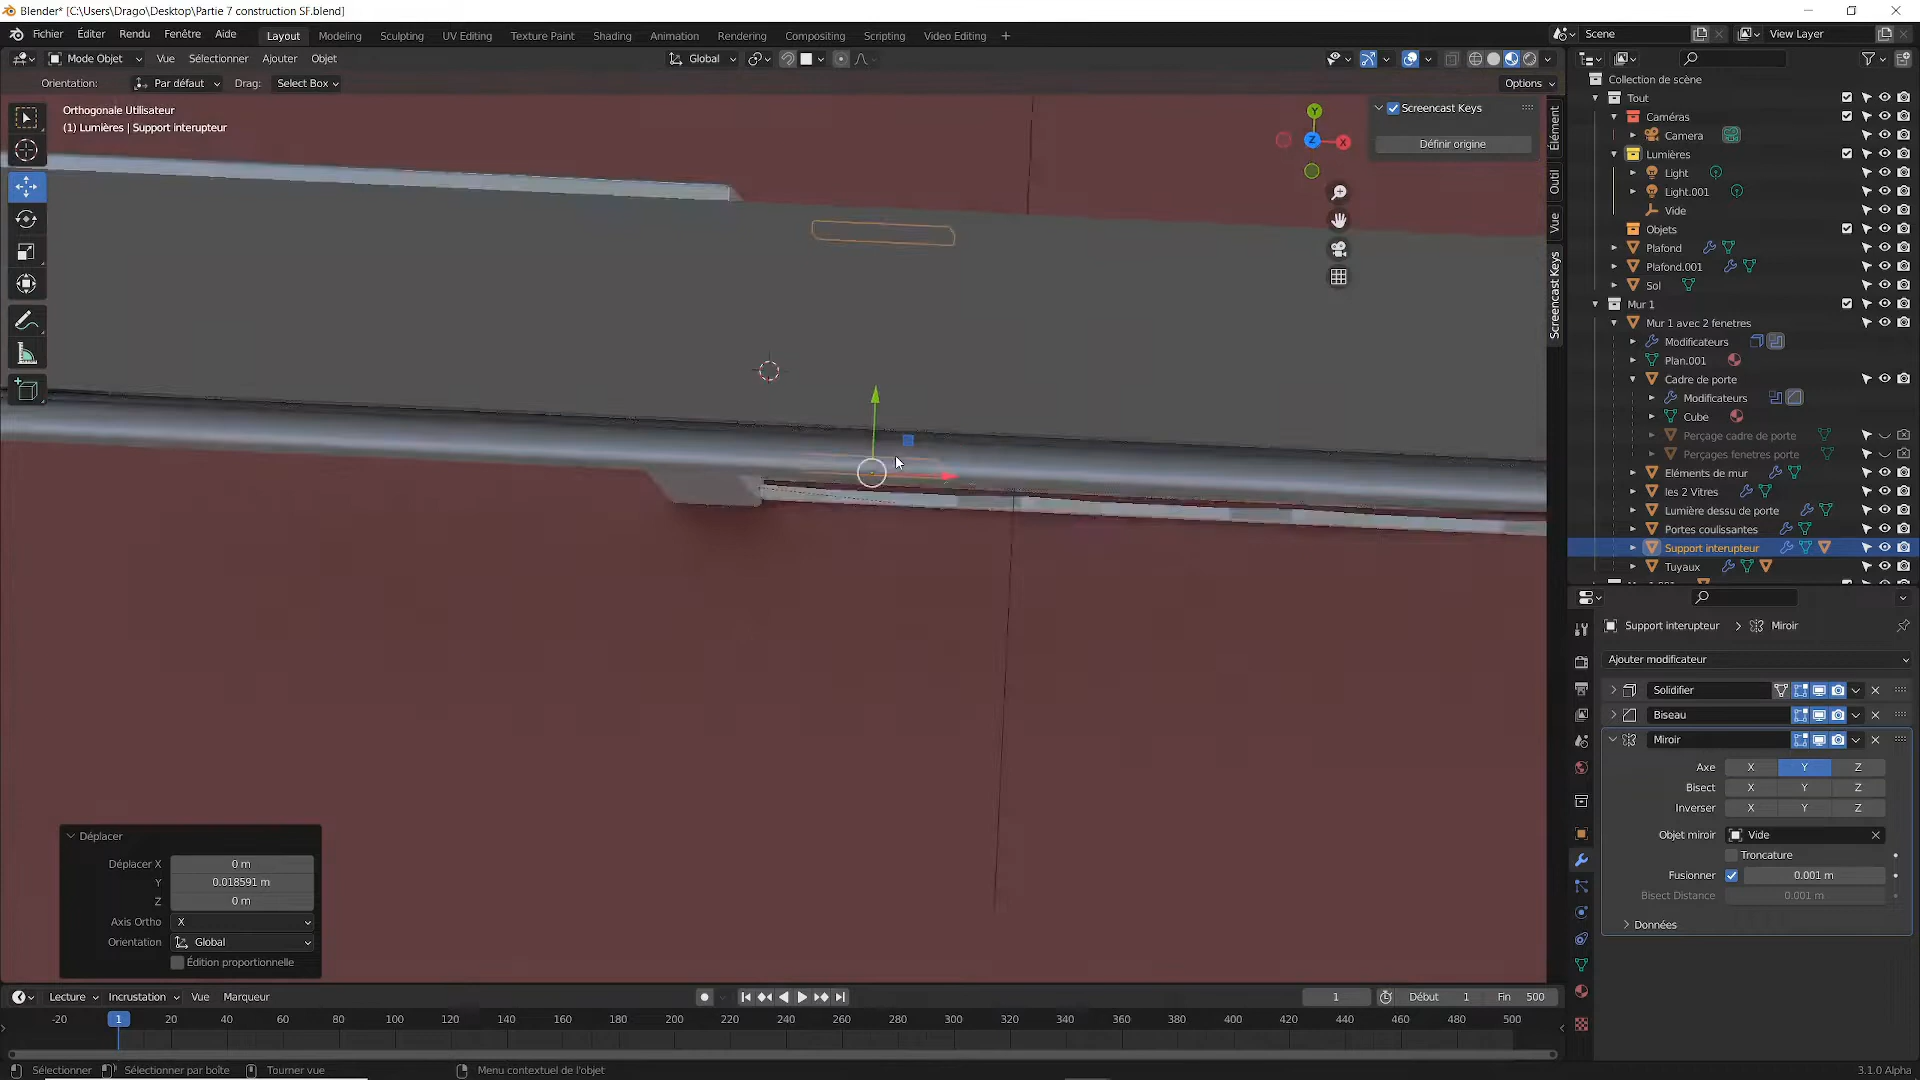 Blender* [C:\Users\Drago\Desktop\Partie 7 construction SF.blend]
Fichier Éditer Rendu Fenêtre Aide Layout Modeling Sculpting UV Editing Texture Paint Shading Animation Rendering Compositing Scripting Video Editing + Scene View Layer
Mode Objet Vue Sélectionner Ajouter Objet Global
Orientation: Par défaut Drag: Select Box Options
Orthogonale Utilisateur
(1) Lumières | Support interupteur
Screencast Keys
Définir origine
Y
Z
X
Élément
Outil
Vue
Screencast Keys
Collection de scène
Tout
Caméras
Camera
Lumières
Light
Light.001
Vide
Objets
Plafond
Plafond.001
Sol
Mur 1
Mur 1 avec 2 fenetres
Modificateurs
Plan.001
Cadre de porte
Modificateurs
Cube
Perçage cadre de porte
Perçages fenetres porte
Eléments de mur
les 2 Vitres
Lumière dessu de porte
Portes coulissantes
Support interupteur
Tuyaux
Support interupteur > Miroir
Ajouter modificateur
Solidifier
Biseau
Miroir
Axe X Y Z
Bisect X Y Z
Inverser X Y Z
Objet miroir Vide
Troncature
Fusionner 0.001 m
Bisect Distance 0.001 m
Données
Déplacer
Déplacer X 0 m
Y 0.018591 m
Z 0 m
Axis Ortho X
Orientation Global
Édition proportionnelle
Lecture Incrustation Vue Marqueur 1 Début 1 Fin 500
-20 1 20 40 60 80 100 120 140 160 180 200 220 240 260 280 300 320 340 360 380 400 420 440 460 480 500
Sélectionner Sélectionner par boîte Tourner vue Menu contextuel de l'objet 3.1.0 Alpha